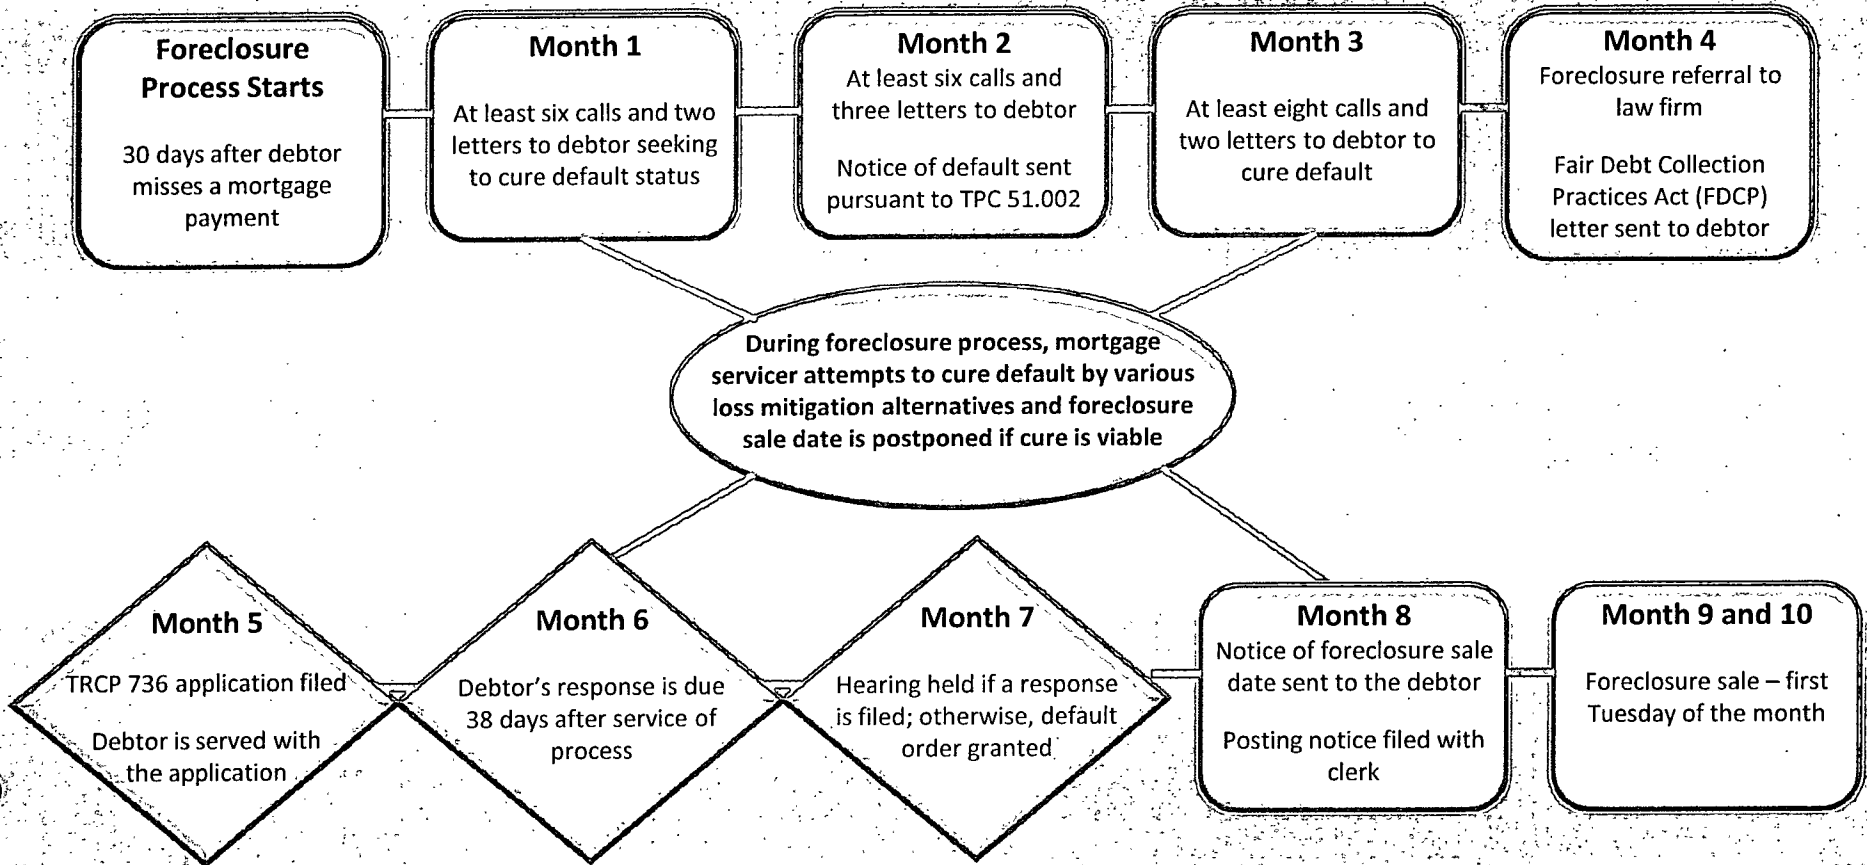 Foreclosure
Process Starts
30 days after debtor
misses a mortgage
payment
Month 1
At least six calls and two
letters to debtor seeking
to cure default status
Month 2
At least six calls and
three letters to debtor
Notice of default sent
pursuant to TPC 51.002
Month 3
At least eight calls and
two letters to debtor to
cure default
Month 4
Foreclosure referral to
law firm
Fair Debt Collection
Practices Act (FDCP)
letter sent to debtor
During foreclosure process, mortgage
servicer attempts to cure default by various
loss mitigation alternatives and foreclosure
sale date is postponed if cure is viable
Month 5
TRCP 736 application filed
Debtor is served with
the application
Month 6
Debtor's response is due
38 days after service of
process
Month 7
Hearing held if a response
is filed; otherwise, default
order granted
Month 8
Notice of foreclosure sale
date sent to the debtor
Posting notice filed with
clerk
Month 9 and 10
Foreclosure sale – first
Tuesday of the month